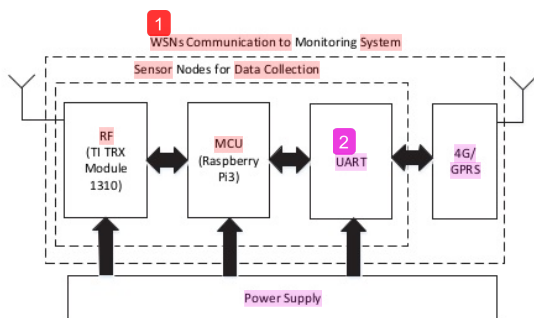 1
WSNs Communication to Monitoring System
Sensor Nodes for Data Collection
RF
(TI TRX
Module
1310)
MCU
(Raspberry
Pi3)
2
UART
4G/
GPRS
Power Supply